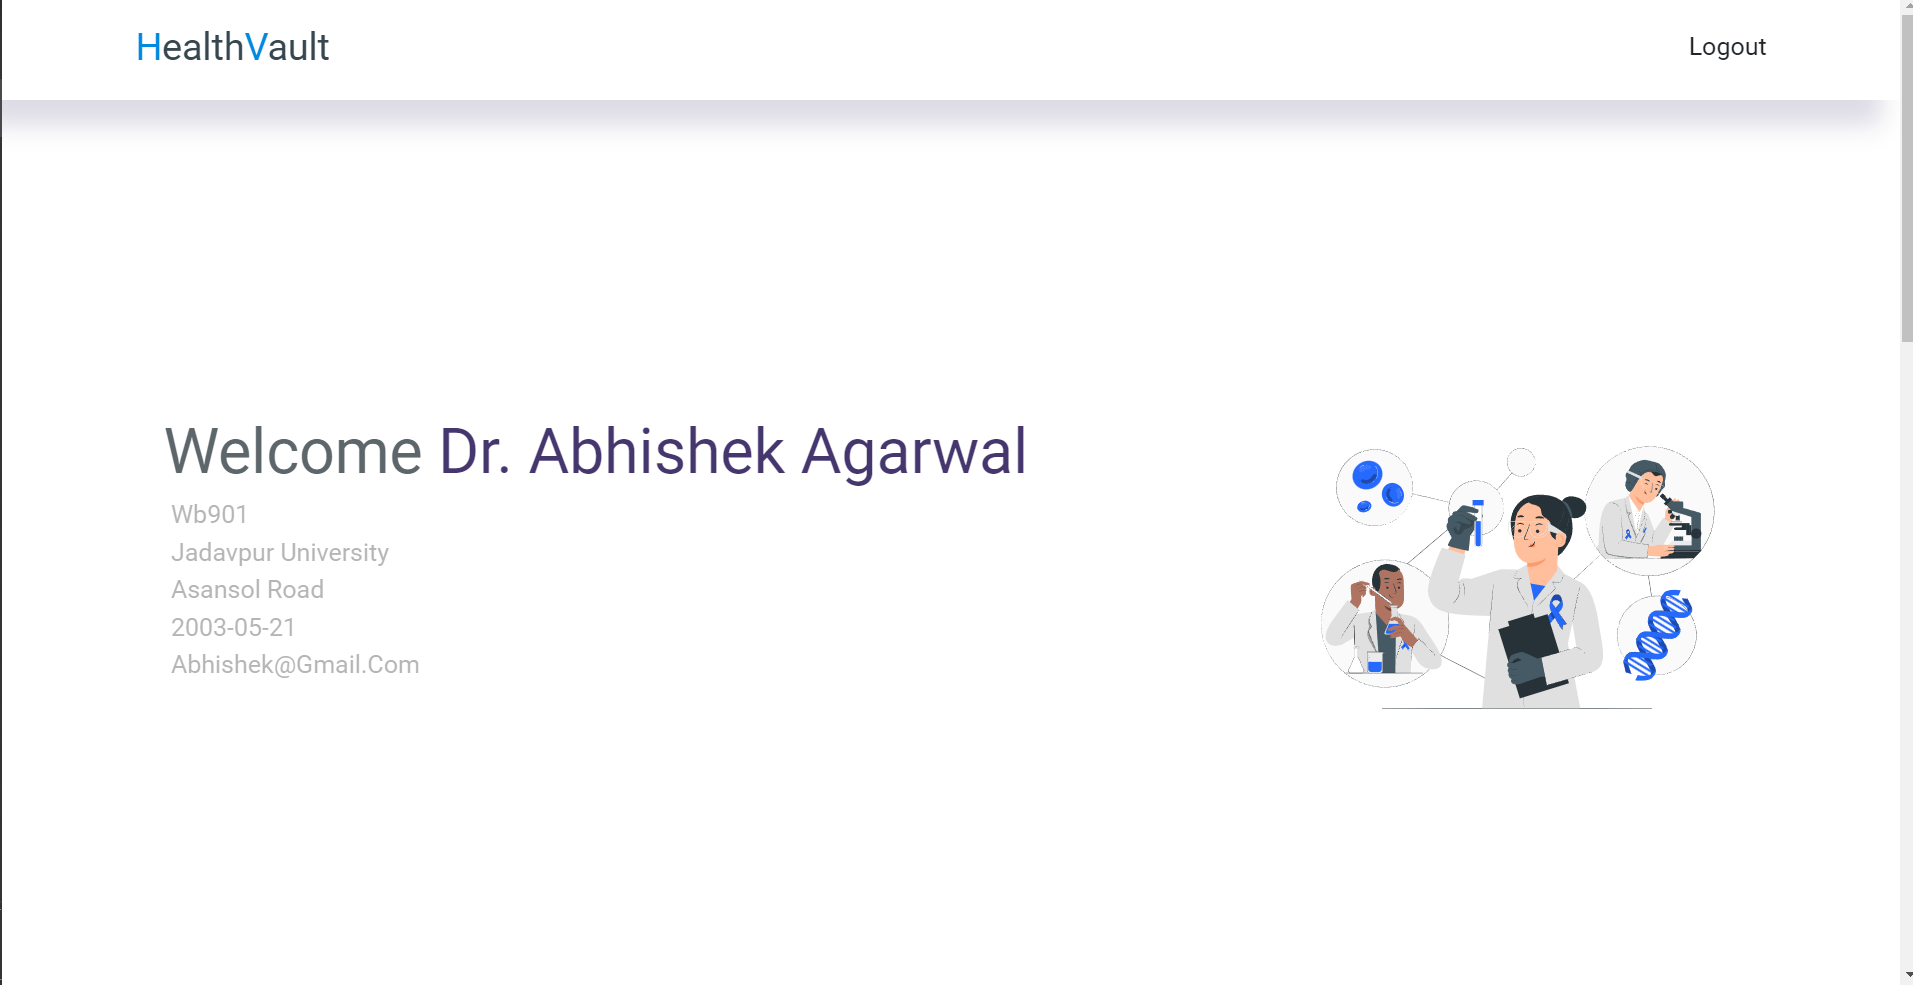 HealthVault
Logout
Welcome Dr. Abhishek Agarwal
Wb901
Jadavpur University
Asansol Road
2003-05-21
Abhishek@Gmail.Com